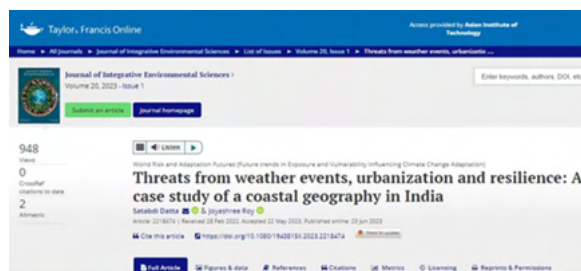 Taylor & Francis Online
Access provided by Asian Institute of
Technology
Home ▸ All Journals ▸ Journal of Integrative Environmental Sciences ▸ List of Issues ▸ Volume 20, Issue 1 ▸ Threats from weather events, urbanizatio ....
Journal of Integrative Environmental Sciences ›
Volume 20, 2023 - Issue 1
Enter keywords, authors, DOI, etc
Submit an article
Journal homepage
948
Views
0
CrossRef
citations to date
2
Altmetric
Listen
World Risk and Adaptation Futures (Future trends in Exposure and Vulnerability Influencing Climate Change Adaptation)
Threats from weather events, urbanization and resilience: A
case study of a coastal geography in India
Satabdi Datta & Joyashree Roy
Article: 2218474 | Received 28 Feb 2022, Accepted 22 May 2023, Published online: 23 Jun 2023
Cite this article https://doi.org/10.1080/1943815X.2023.2218474 Check for updates
Full Article Figures & data References Citations Metrics Licensing Reprints & Permissions